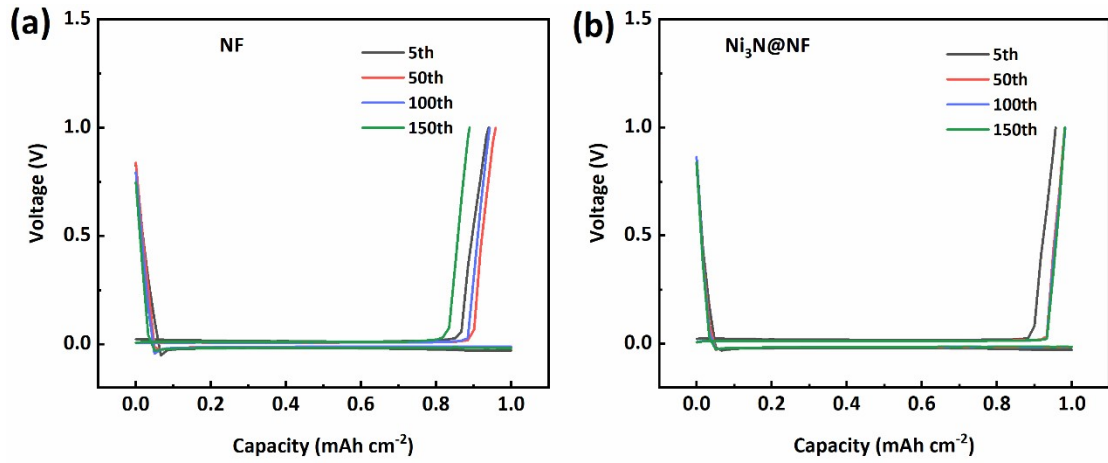 (a)
NF
5th
50th
100th
150th
1.5
1.0
0.5
0.0
Voltage (V)
0.0 0.2 0.4 0.6 0.8 1.0
Capacity (mAh cm⁻²)
(b)
Ni₃N@NF
5th
50th
100th
150th
1.5
1.0
0.5
0.0
Voltage (V)
0.0 0.2 0.4 0.6 0.8 1.0
Capacity (mAh cm⁻²)